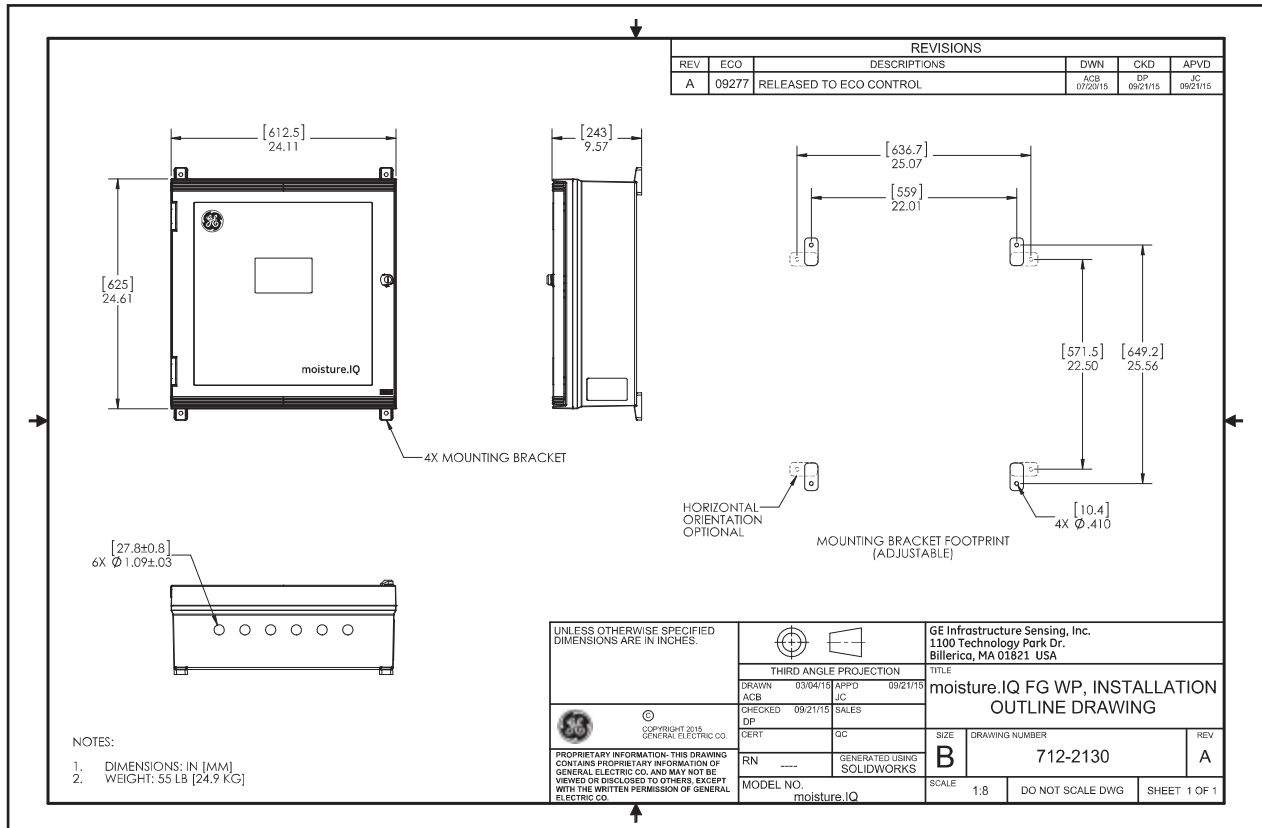 REVISIONS
REV ECO DESCRIPTIONS DWN CKD APVD
A 09277 RELEASED TO ECO CONTROL ACB 07/20/15 DP 09/21/15 JC 09/21/15
[612.5]
24.11
[243]
9.57
[636.7]
25.07
[559]
22.01
[625]
24.61
moisture.IQ
[571.5]
22.50
[649.2]
25.56
4X MOUNTING BRACKET
HORIZONTAL
ORIENTATION
OPTIONAL
[10.4]
4X Ø.410
MOUNTING BRACKET FOOTPRINT
(ADJUSTABLE)
[27.8±0.8]
6X Ø1.09±.03
NOTES:
1. DIMENSIONS: IN [MM]
2. WEIGHT: 55 LB [24.9 KG]
UNLESS OTHERWISE SPECIFIED
DIMENSIONS ARE IN INCHES.
©
COPYRIGHT 2015
GENERAL ELECTRIC CO.
PROPRIETARY INFORMATION- THIS DRAWING
CONTAINS PROPRIETARY INFORMATION OF
GENERAL ELECTRIC CO. AND MAY NOT BE
VIEWED OR DISCLOSED TO OTHERS, EXCEPT
WITH THE WRITTEN PERMISSION OF GENERAL
ELECTRIC CO.
THIRD ANGLE PROJECTION
DRAWN 03/04/15 APP'D 09/21/15
ACB JC
CHECKED 09/21/15 SALES
DP
CERT QC
RN ---- GENERATED USING
SOLIDWORKS
MODEL NO.
moisture.IQ
GE Infrastructure Sensing, Inc.
1100 Technology Park Dr.
Billerica, MA 01821 USA
TITLE
moisture.IQ FG WP, INSTALLATION
OUTLINE DRAWING
SIZE DRAWING NUMBER REV
B 712-2130 A
SCALE 1:8 DO NOT SCALE DWG SHEET 1 OF 1